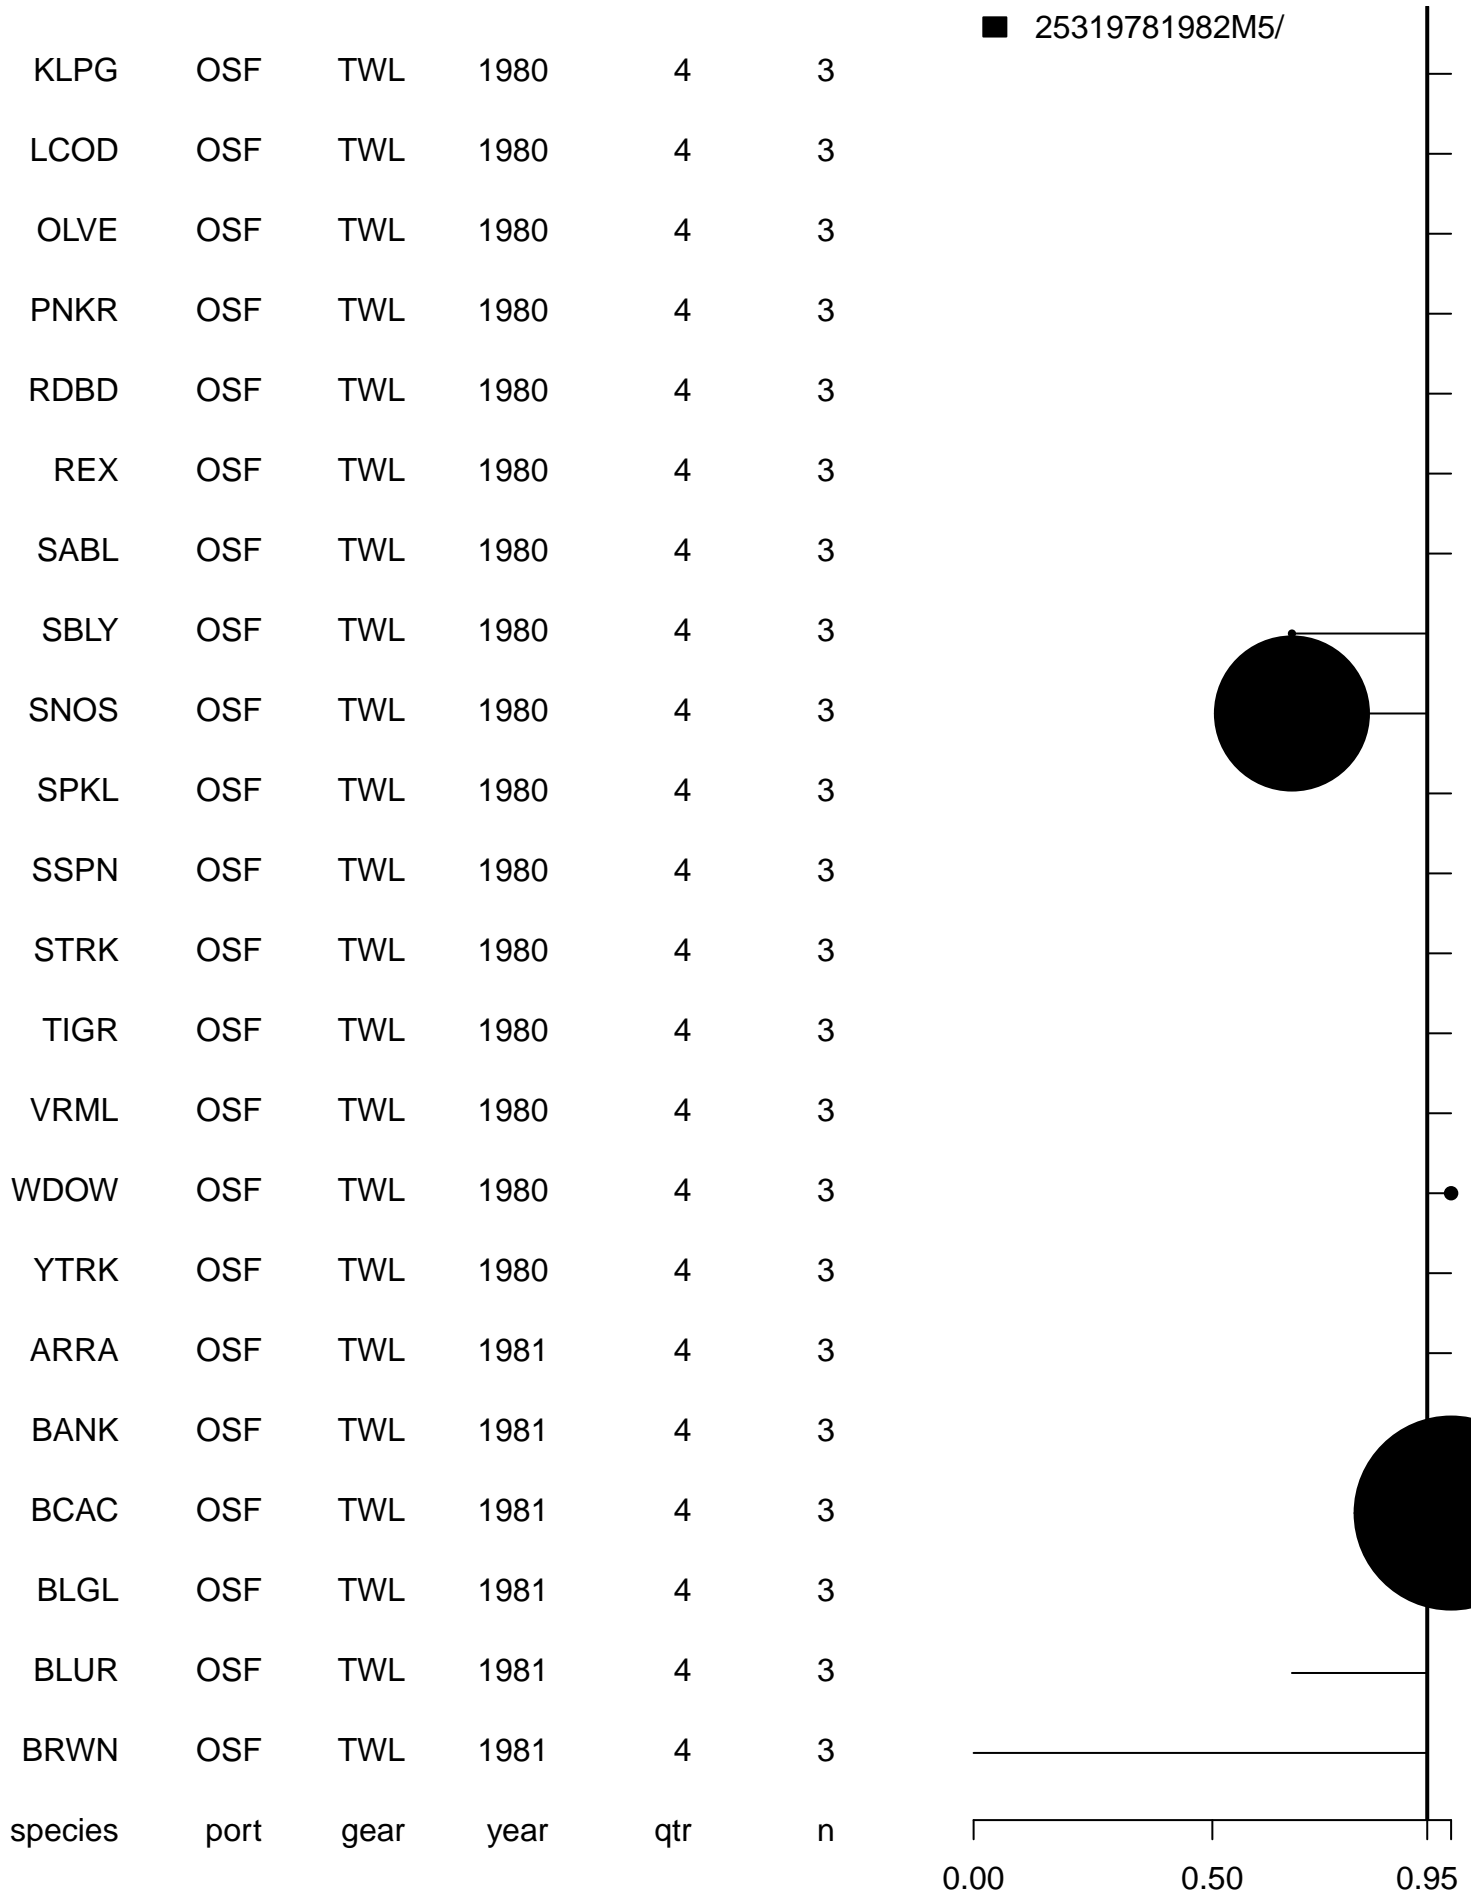 25319781982M5/
KLPG OSF TWL 1980 4 3
LCOD OSF TWL 1980 4 3
OLVE OSF TWL 1980 4 3
PNKR OSF TWL 1980 4 3
RDBD OSF TWL 1980 4 3
REX OSF TWL 1980 4 3
SABL OSF TWL 1980 4 3
SBLY OSF TWL 1980 4 3
SNOS OSF TWL 1980 4 3
SPKL OSF TWL 1980 4 3
SSPN OSF TWL 1980 4 3
STRK OSF TWL 1980 4 3
TIGR OSF TWL 1980 4 3
VRML OSF TWL 1980 4 3
WDOW OSF TWL 1980 4 3
YTRK OSF TWL 1980 4 3
ARRA OSF TWL 1981 4 3
BANK OSF TWL 1981 4 3
BCAC OSF TWL 1981 4 3
BLGL OSF TWL 1981 4 3
BLUR OSF TWL 1981 4 3
BRWN OSF TWL 1981 4 3
species port gear year qtr n
0.00 0.50 0.95